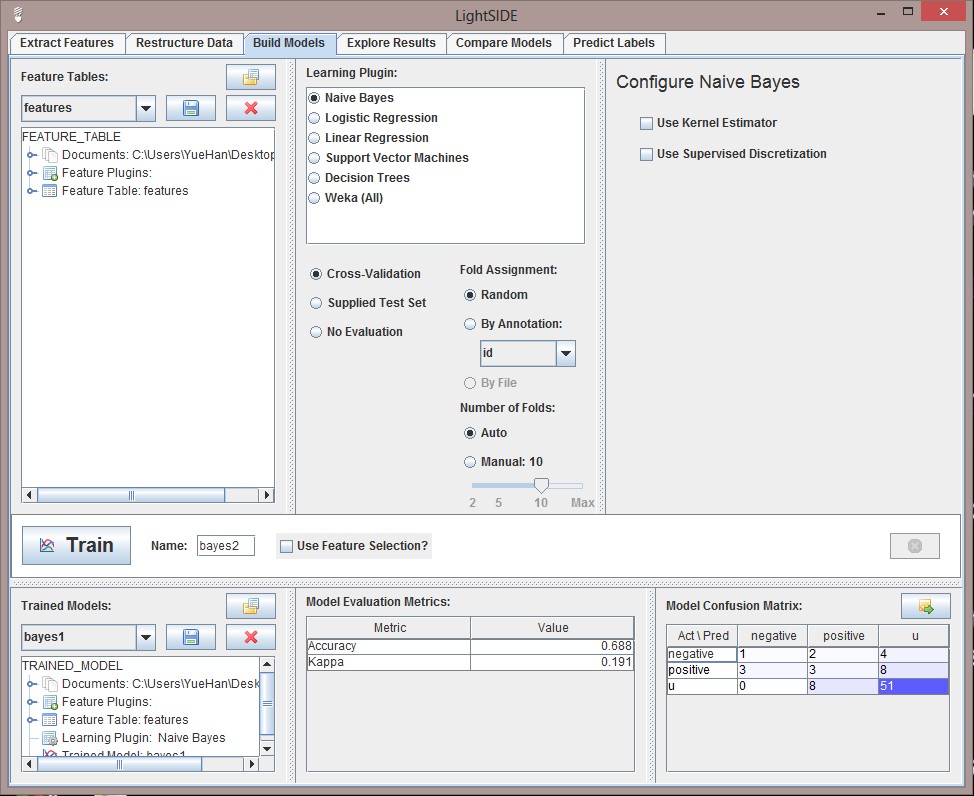 LightSIDE
Extract Features Restructure Data Build Models Explore Results Compare Models Predict Labels
Feature Tables:
features
FEATURE_TABLE
Documents: C:\Users\YueHan\Desktop
Feature Plugins:
Feature Table: features
Learning Plugin:
Naive Bayes
Logistic Regression
Linear Regression
Support Vector Machines
Decision Trees
Weka (All)
Cross-Validation
Supplied Test Set
No Evaluation
Fold Assignment:
Random
By Annotation:
id
By File
Number of Folds:
Auto
Manual: 10
2 5 10 Max
Configure Naive Bayes
Use Kernel Estimator
Use Supervised Discretization
Train Name: bayes2 Use Feature Selection?
Trained Models:
bayes1
TRAINED_MODEL
Documents: C:\Users\YueHan\Desk
Feature Plugins:
Feature Table: features
Learning Plugin: Naive Bayes
Trained Model: bayes1
Model Evaluation Metrics:
Metric Value
Accuracy 0.688
Kappa 0.191
Model Confusion Matrix:
Act \ Pred negative positive u
negative 1 2 4
positive 3 3 8
u 0 8 51